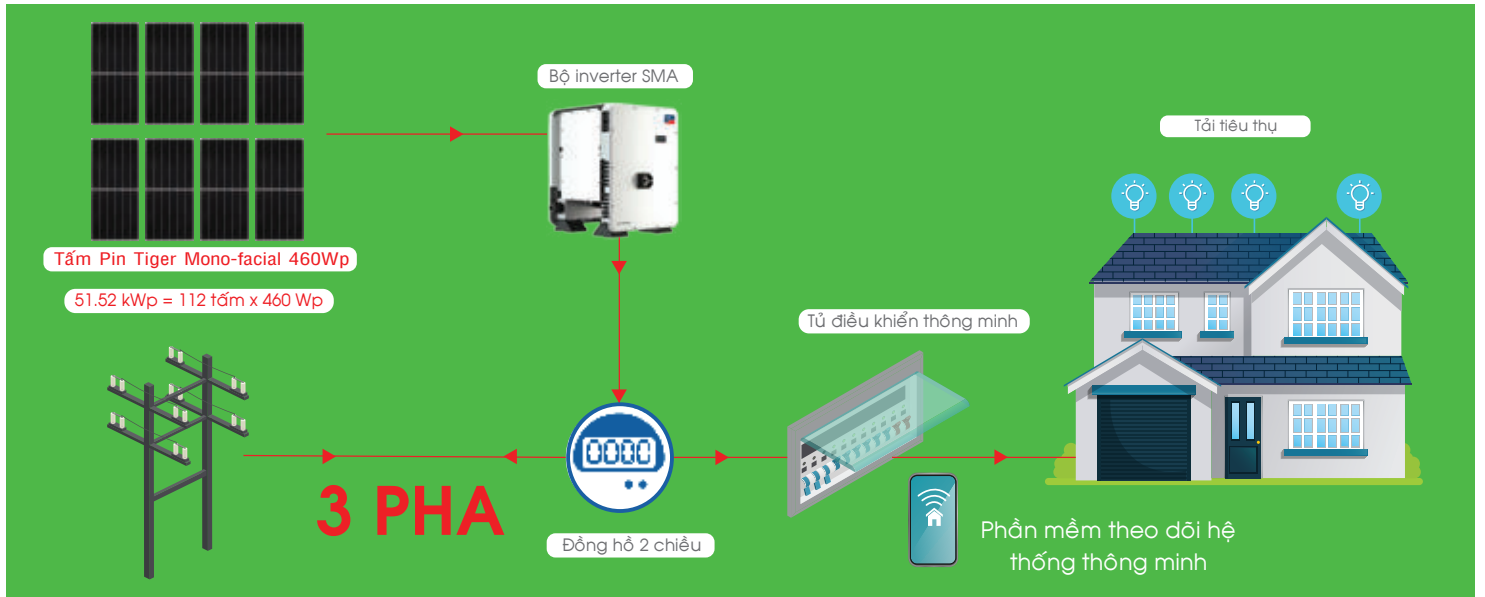 Bộ inverter SMA
Tải tiêu thụ
Tấm Pin Tiger Mono-facial 460Wp
51.52 kWp = 112 tấm x 460 Wp
Tủ điều khiển thông minh
0000
3 PHA
Đồng hồ 2 chiều
Phần mềm theo dõi hệ
thống thông minh